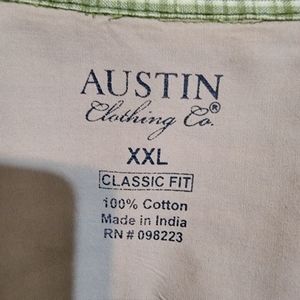 AUSTIN
Clothing Co.®
XXL
CLASSIC FIT
100% Cotton
Made in India
RN # 098223